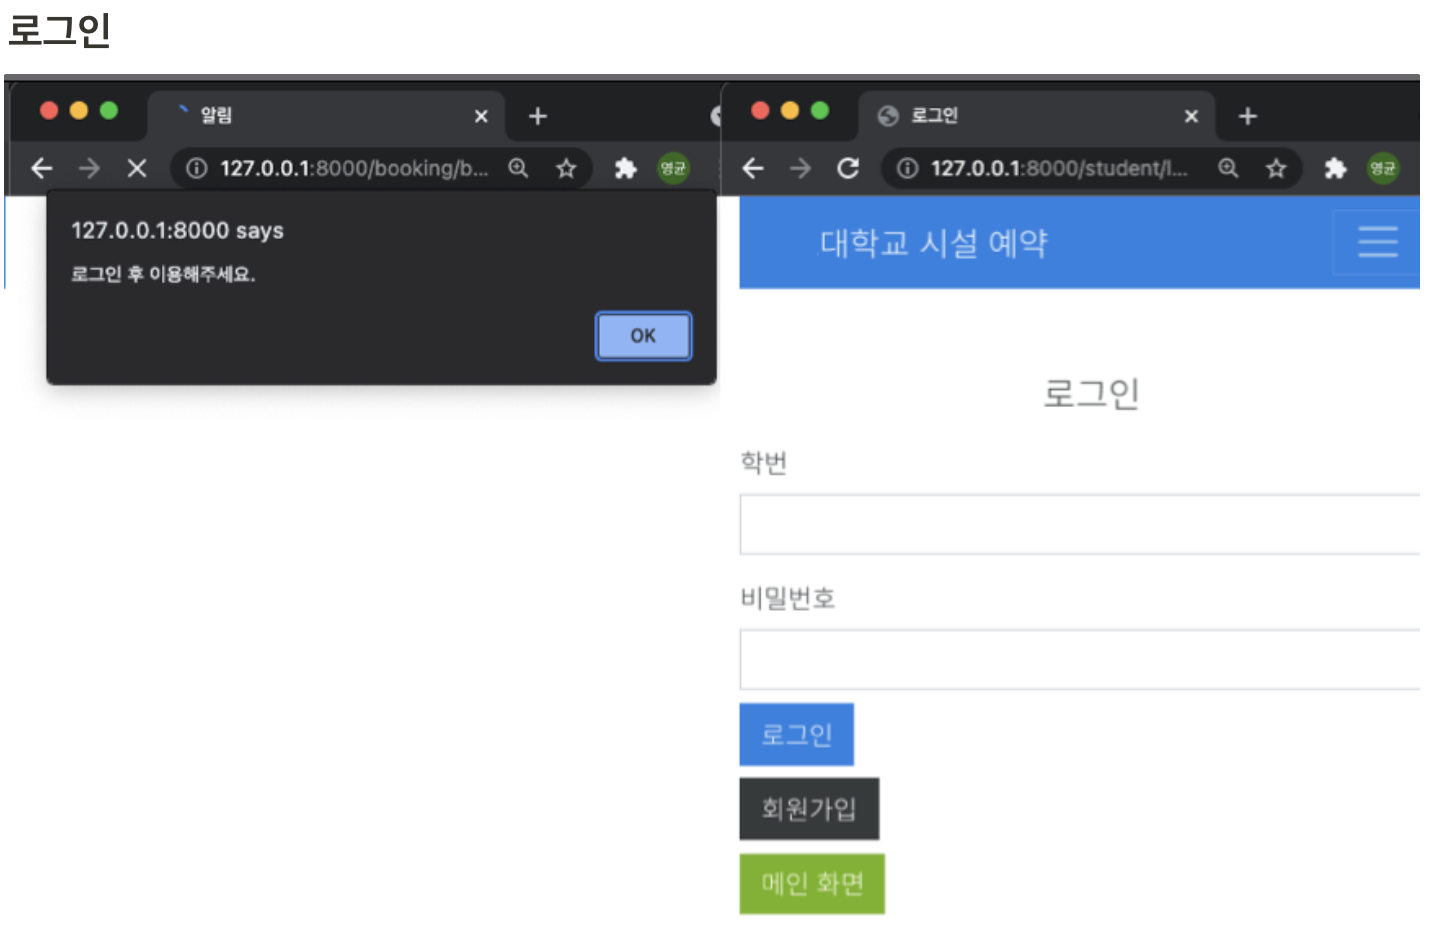 로그인
알림
127.0.0.1:8000/booking/b...
영균
127.0.0.1:8000 says
로그인 후 이용해주세요.
OK
로그인
127.0.0.1:8000/student/l...
영균
대학교 시설 예약
로그인
학번
비밀번호
로그인
회원가입
메인 화면